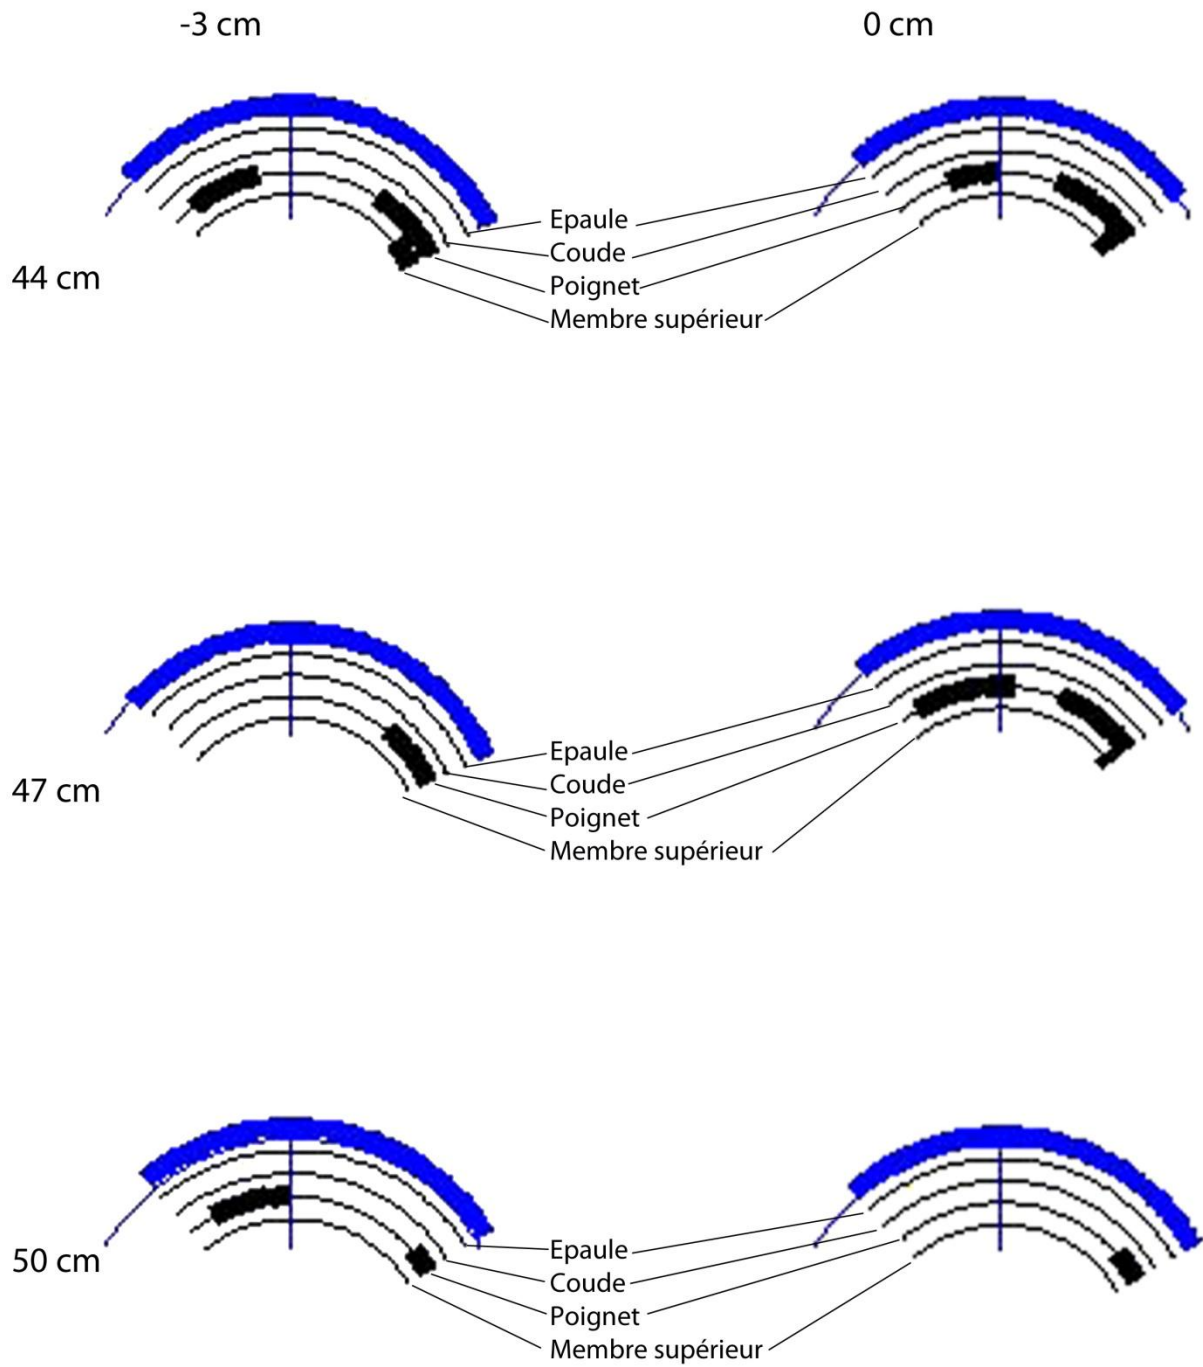 -3 cm
0 cm
44 cm
Epaule
Coude
Poignet
Membre supérieur
47 cm
Epaule
Coude
Poignet
Membre supérieur
50 cm
Epaule
Coude
Poignet
Membre supérieur